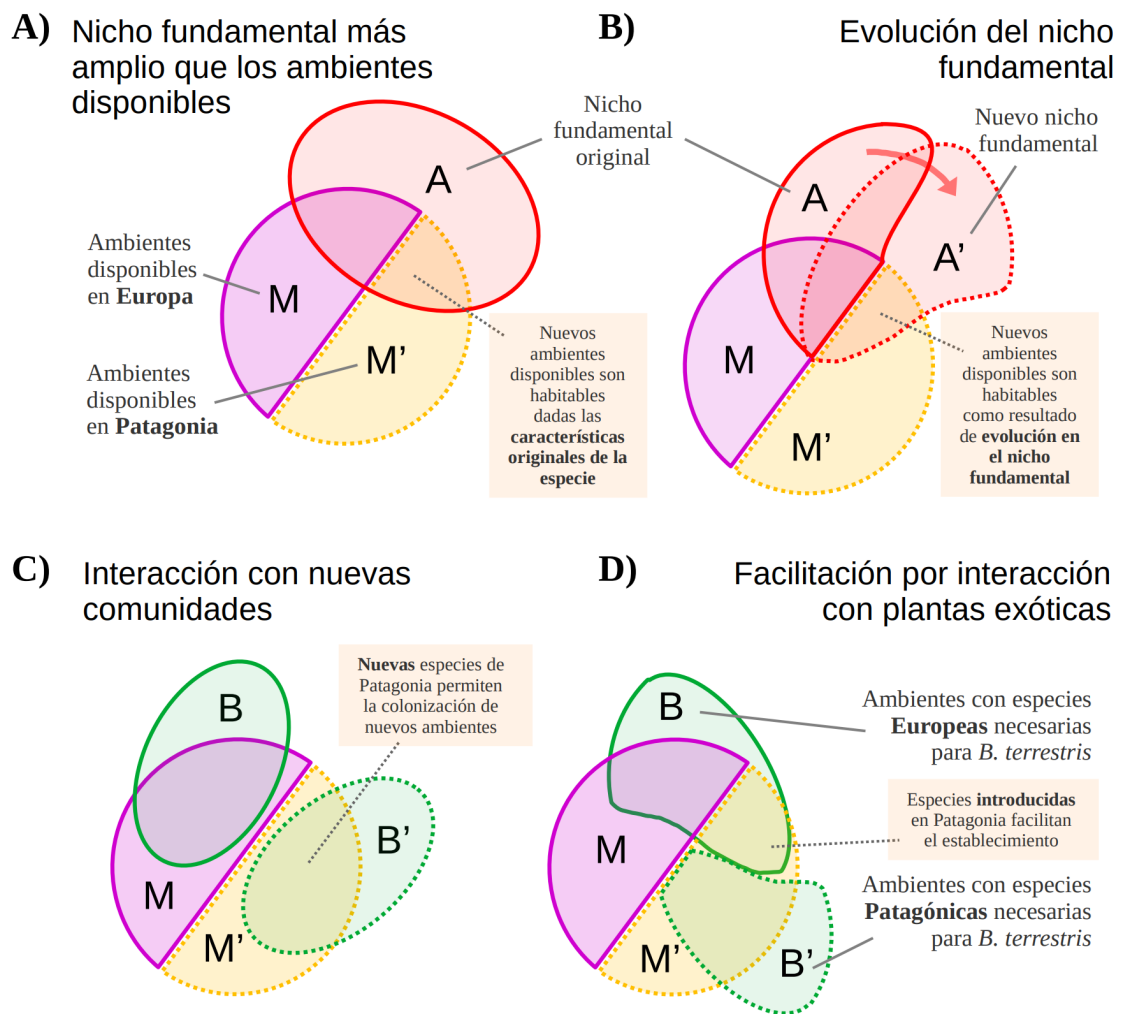 A) Nicho fundamental más
amplio que los ambientes
disponibles
B) Evolución del nicho
fundamental
Nicho
fundamental
original
Nuevo nicho
fundamental
A
A
A’
Ambientes
disponibles
en Europa
M
M’
Ambientes
disponibles
en Patagonia
Nuevos
ambientes
disponibles son
habitables
dadas las
características
originales de la
especie
M
M’
Nuevos
ambientes
disponibles son
habitables
como resultado
de evolución en
el nicho
fundamental
C) Interacción con nuevas
comunidades
D) Facilitación por interacción
con plantas exóticas
B
Nuevas especies de
Patagonia permiten
la colonización de
nuevos ambientes
B’
M
M’
B
Ambientes con especies
Europeas necesarias
para B. terrestris
Especies introducidas
en Patagonia facilitan
el establecimiento
M
Ambientes con especies
Patagónicas necesarias
para B. terrestris
M’
B’